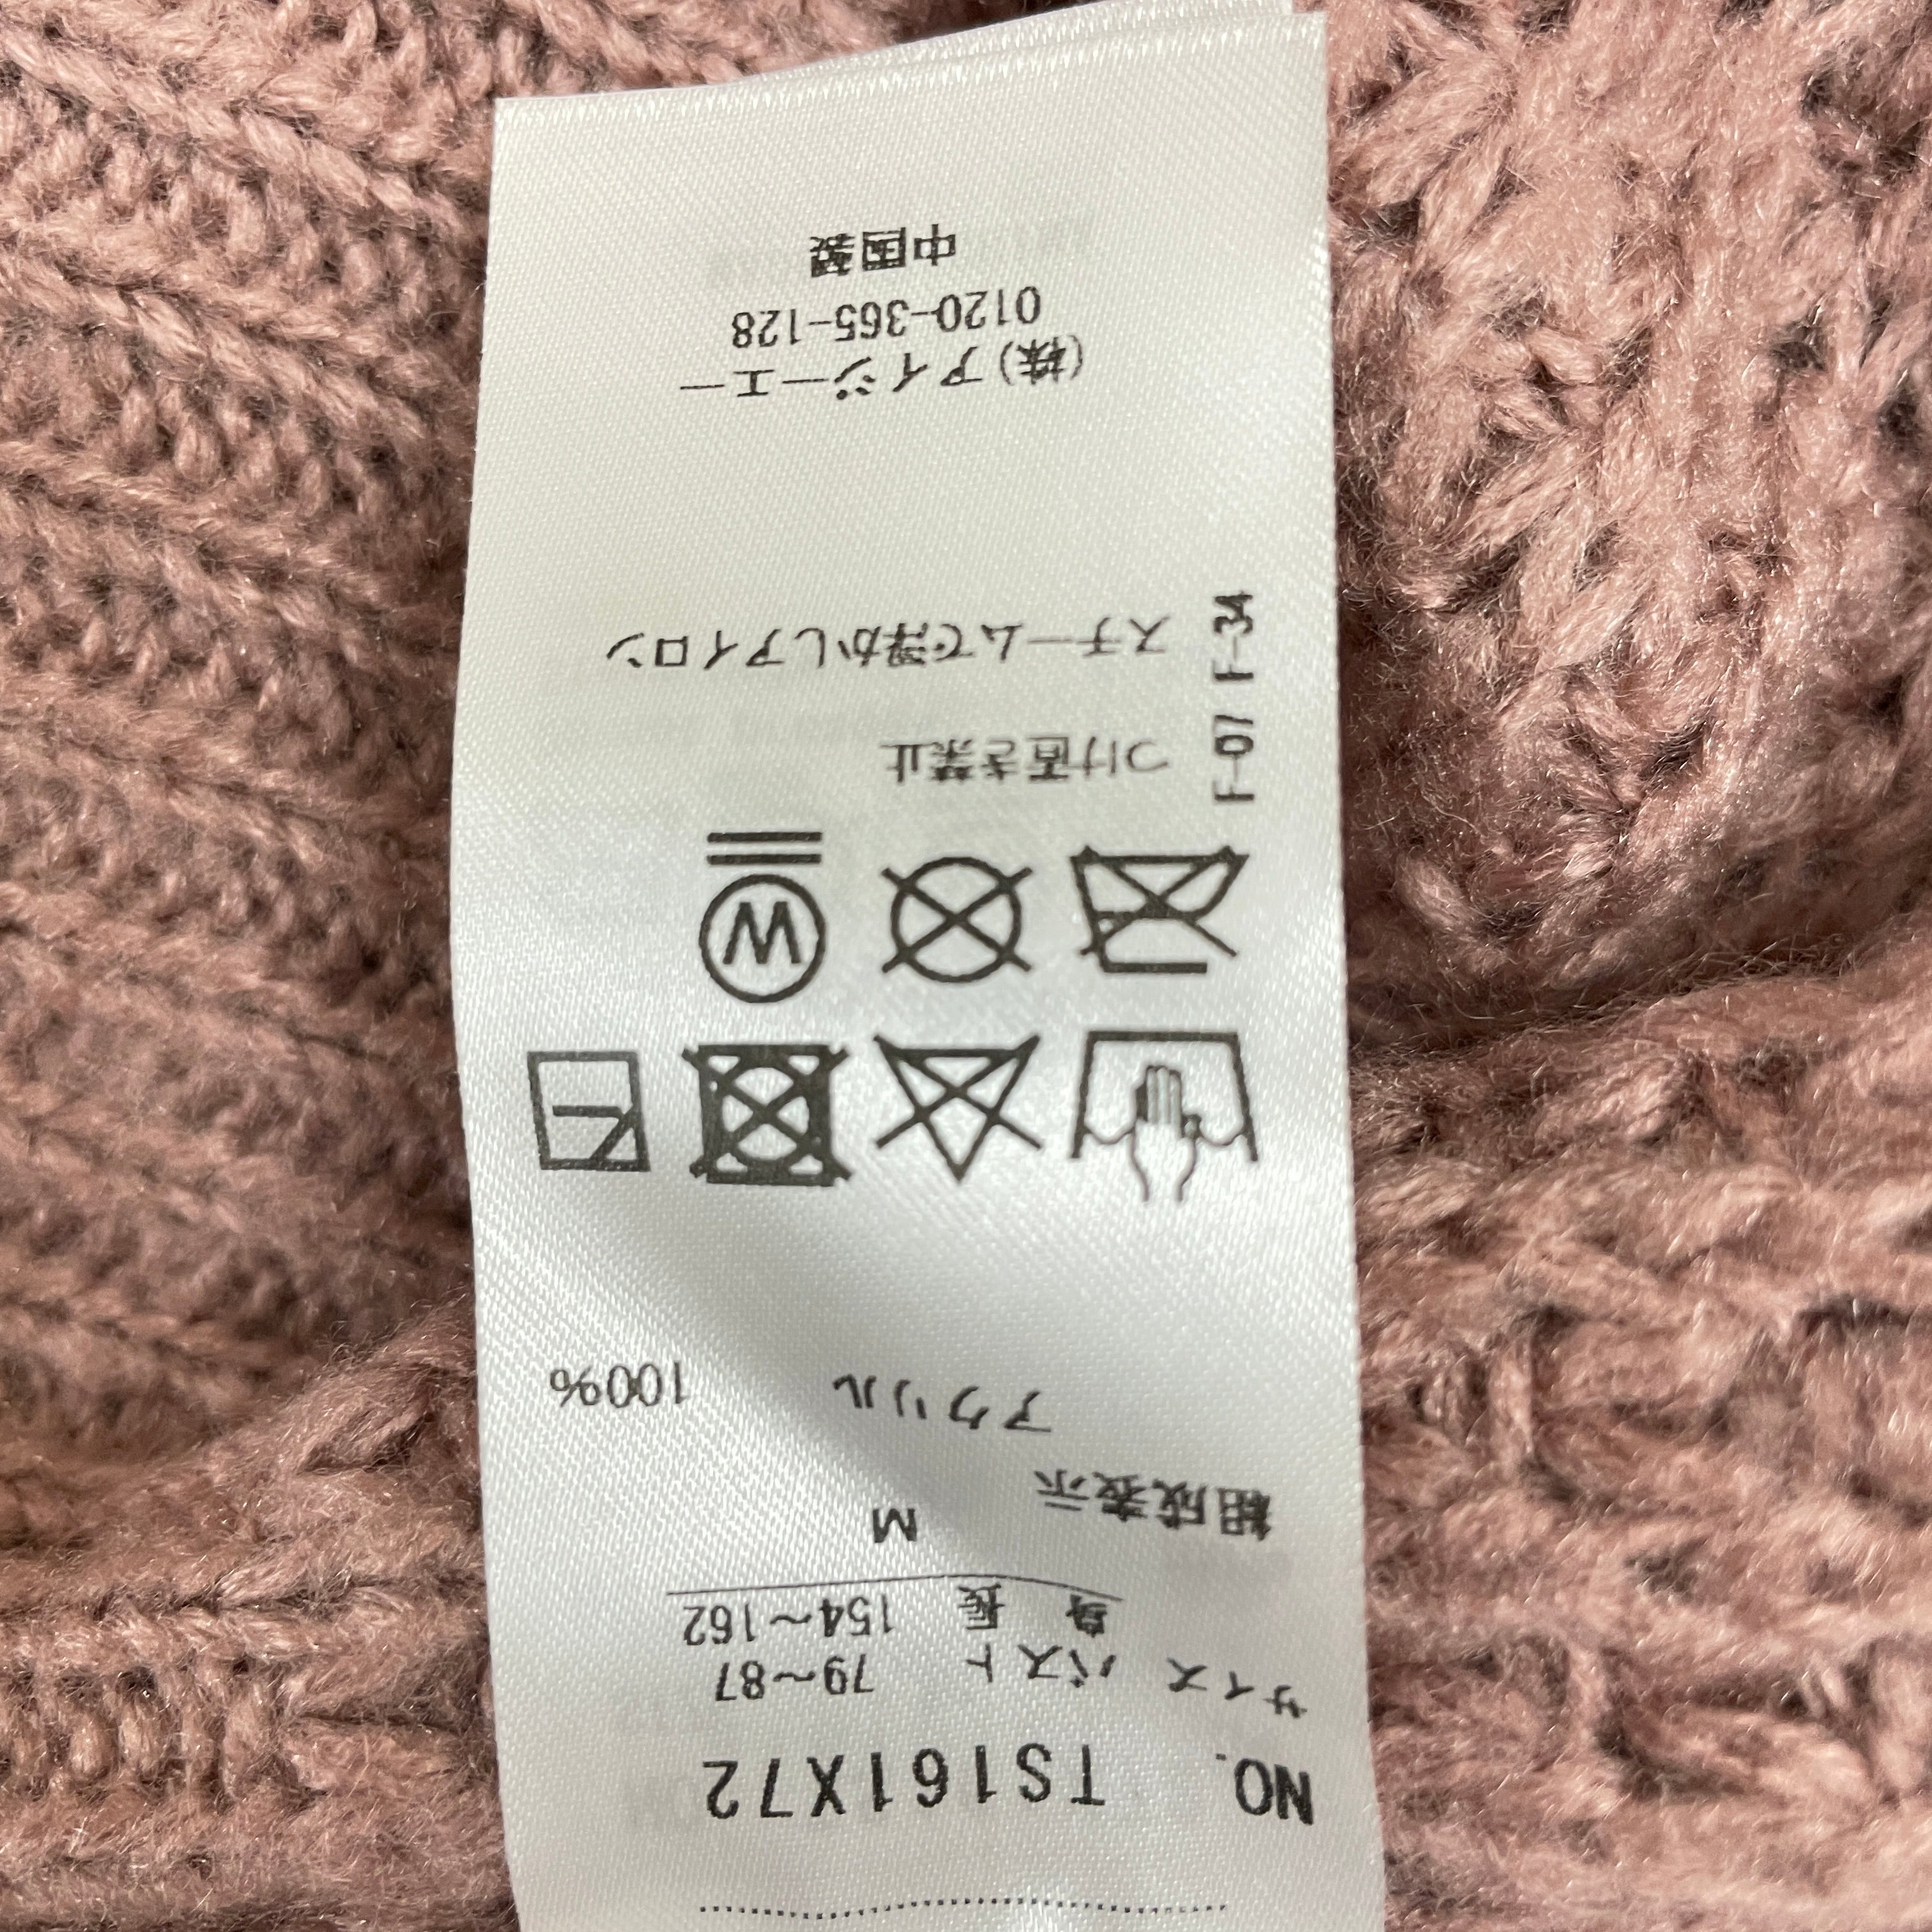 NO. TS161X72
サイズ バスト 79〜87
身 長 154〜162
M
組成表示
アクリル 100%
W
つけ置き禁止
スチームで浮かしアイロン
F-07 F-34
(株)アイジーエー
0120-365-128
中国製